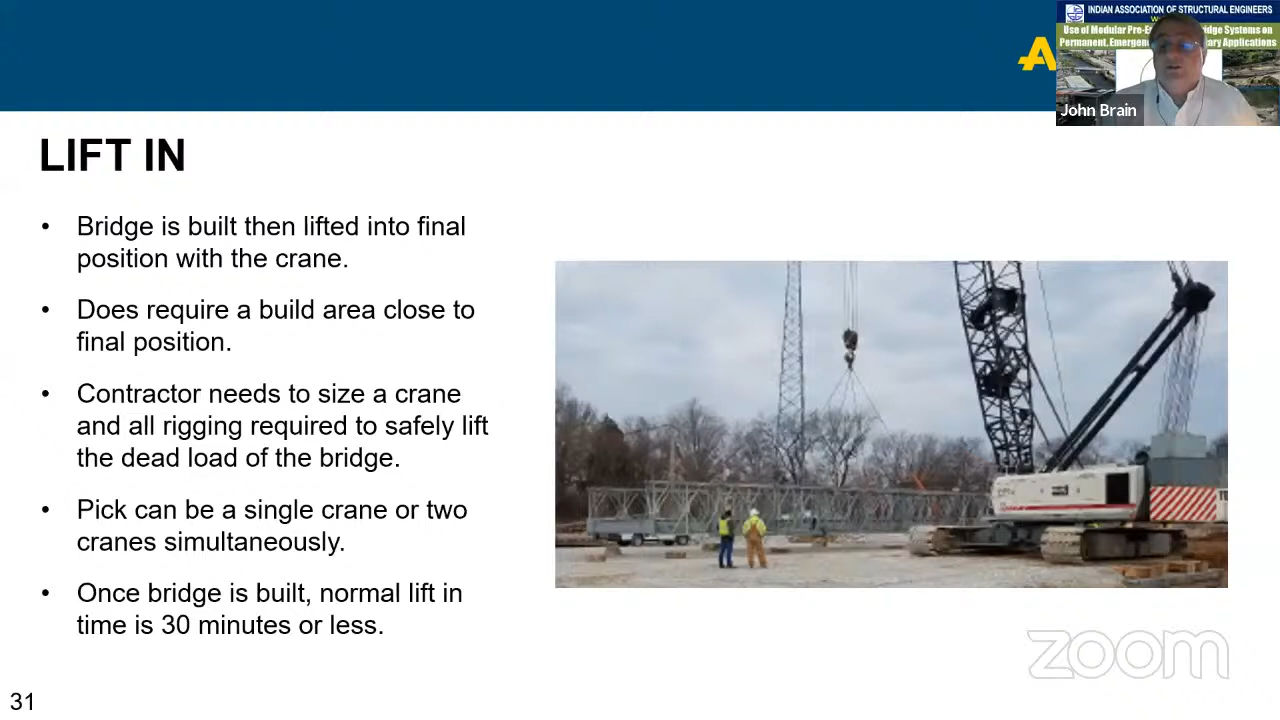 INDIAN ASSOCIATION OF STRUCTURAL ENGINEERS
Use of Modular Pre-E idge Systems on
Permanent, Emergen ary Applications
John Brain
LIFT IN
• Bridge is built then lifted into final
position with the crane.
• Does require a build area close to
final position.
• Contractor needs to size a crane
and all rigging required to safely lift
the dead load of the bridge.
• Pick can be a single crane or two
cranes simultaneously.
• Once bridge is built, normal lift in
time is 30 minutes or less.
zoom
31